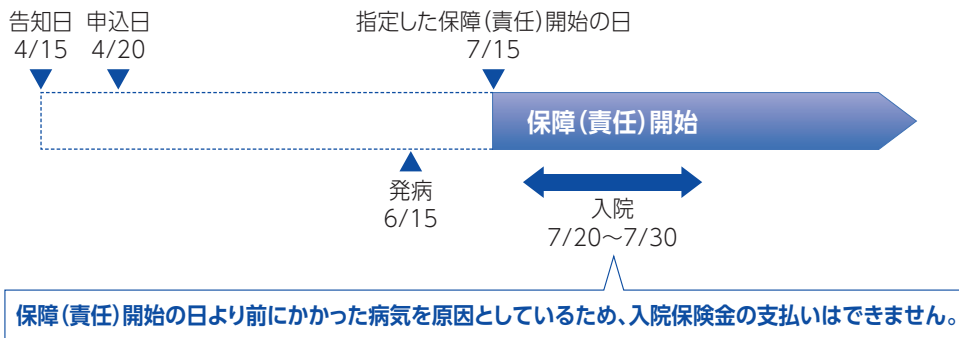 告知日 申込日 指定した保障(責任)開始の日
4/15 4/20 7/15
保障(責任)開始
発病
6/15
入院
7/20～7/30
保障(責任)開始の日より前にかかった病気を原因としているため、入院保険金の支払いはできません。